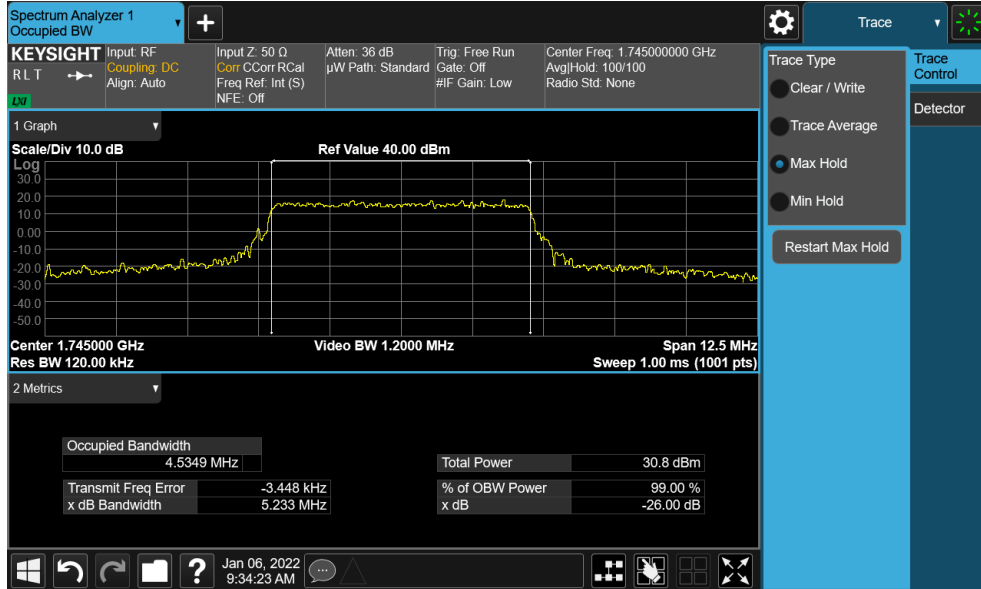 Spectrum Analyzer 1
Occupied BW
+
Trace
KEYSIGHT
RLT
LXI
Input: RF
Coupling: DC
Align: Auto
Input Z: 50 Ω
Corr CCorr RCal
Freq Ref: Int (S)
NFE: Off
Atten: 36 dB
µW Path: Standard
Trig: Free Run
Gate: Off
#IF Gain: Low
Center Freq: 1.745000000 GHz
Avg|Hold: 100/100
Radio Std: None
Trace Type
Clear / Write
Trace Average
Max Hold
Min Hold
Restart Max Hold
Trace
Control
Detector
1 Graph
Scale/Div 10.0 dB
Ref Value 40.00 dBm
Log
30.0
20.0
10.0
0.00
-10.0
-20.0
-30.0
-40.0
-50.0
Center 1.745000 GHz
Video BW 1.2000 MHz
Span 12.5 MHz
Res BW 120.00 kHz
Sweep 1.00 ms (1001 pts)
2 Metrics
Occupied Bandwidth
4.5349 MHz
Total Power 30.8 dBm
Transmit Freq Error -3.448 kHz
% of OBW Power 99.00 %
x dB Bandwidth 5.233 MHz
x dB -26.00 dB
?
Jan 06, 2022
9:34:23 AM